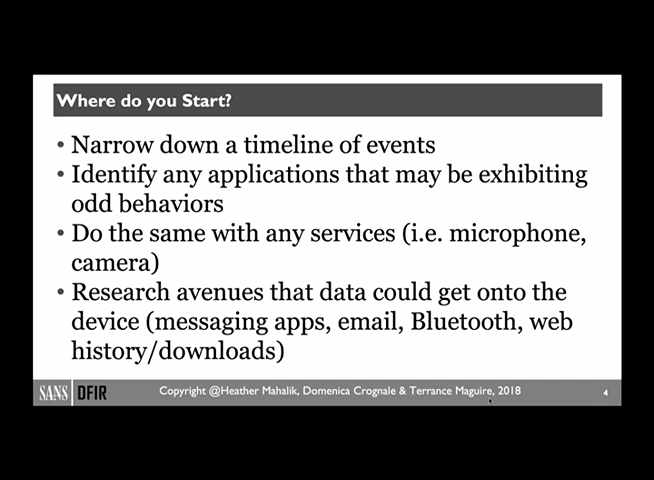 Where do you Start?
• Narrow down a timeline of events
• Identify any applications that may be exhibiting
odd behaviors
• Do the same with any services (i.e. microphone,
camera)
• Research avenues that data could get onto the
device (messaging apps, email, Bluetooth, web
history/downloads)
SANS DFIR Copyright @Heather Mahalik, Domenica Crognale & Terrance Maguire, 2018 4